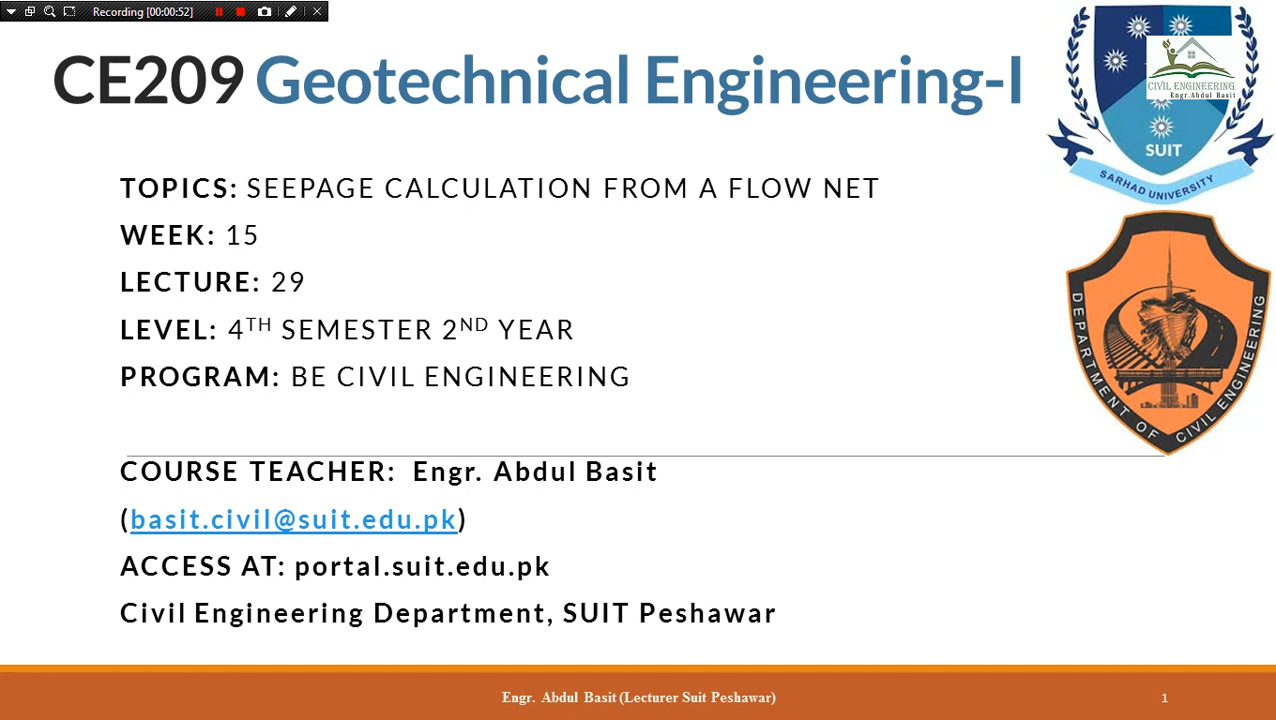 Recording [00:00:52]
CE209 Geotechnical Engineering-I
CIVIL ENGINEERING
Engr.Abdul Basit
SUIT
SARHAD UNIVERSITY
TOPICS: SEEPAGE CALCULATION FROM A FLOW NET
WEEK: 15
LECTURE: 29
LEVEL: 4TH SEMESTER 2ND YEAR
PROGRAM: BE CIVIL ENGINEERING
DEPARTMENT OF CIVIL ENGINEERING
COURSE TEACHER: Engr. Abdul Basit
(basit.civil@suit.edu.pk)
ACCESS AT: portal.suit.edu.pk
Civil Engineering Department, SUIT Peshawar
Engr. Abdul Basit (Lecturer Suit Peshawar)
1